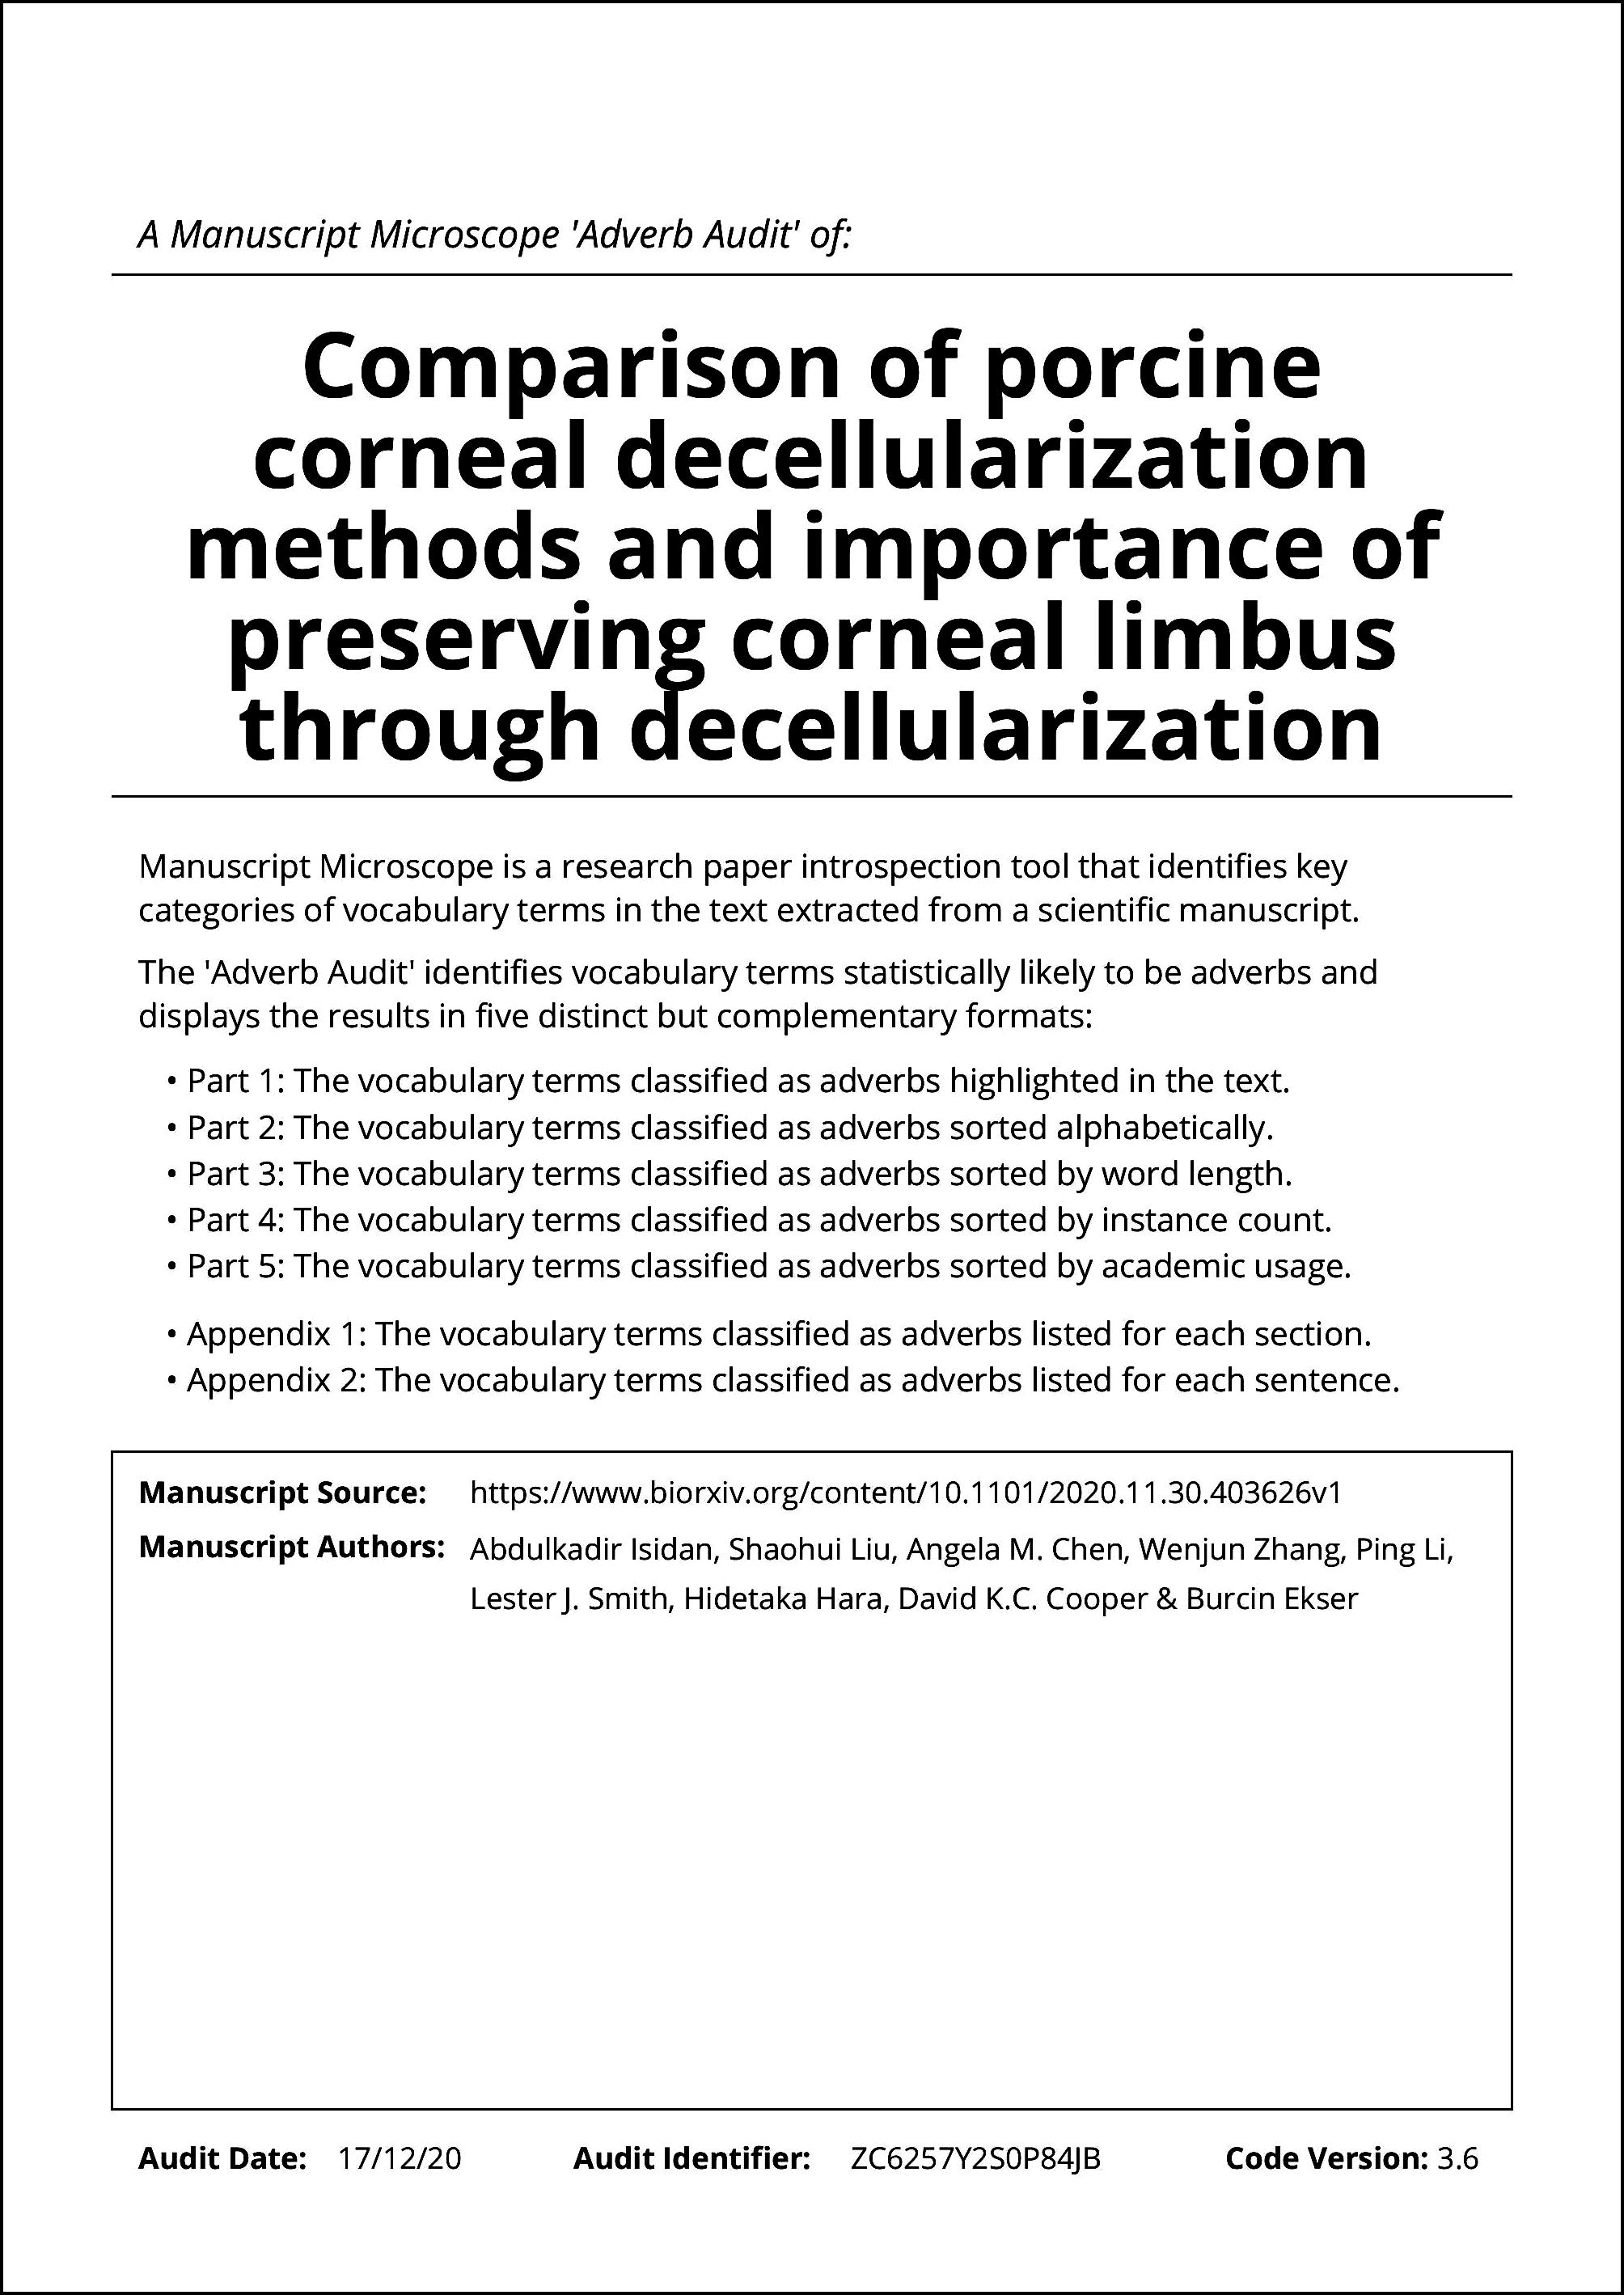 A Manuscript Microscope 'Adverb Audit' of:
Comparison of porcine
corneal decellularization
methods and importance of
preserving corneal limbus
through decellularization
Manuscript Microscope is a research paper introspection tool that identifies key
categories of vocabulary terms in the text extracted from a scientific manuscript.
The 'Adverb Audit' identifies vocabulary terms statistically likely to be adverbs and
displays the results in five distinct but complementary formats:
• Part 1: The vocabulary terms classified as adverbs highlighted in the text.
• Part 2: The vocabulary terms classified as adverbs sorted alphabetically.
• Part 3: The vocabulary terms classified as adverbs sorted by word length.
• Part 4: The vocabulary terms classified as adverbs sorted by instance count.
• Part 5: The vocabulary terms classified as adverbs sorted by academic usage.
• Appendix 1: The vocabulary terms classified as adverbs listed for each section.
• Appendix 2: The vocabulary terms classified as adverbs listed for each sentence.
Manuscript Source: https://www.biorxiv.org/content/10.1101/2020.11.30.403626v1
Manuscript Authors: Abdulkadir Isidan, Shaohui Liu, Angela M. Chen, Wenjun Zhang, Ping Li,
Lester J. Smith, Hidetaka Hara, David K.C. Cooper & Burcin Ekser
Audit Date: 17/12/20 Audit Identifier: ZC6257Y2S0P84JB Code Version: 3.6